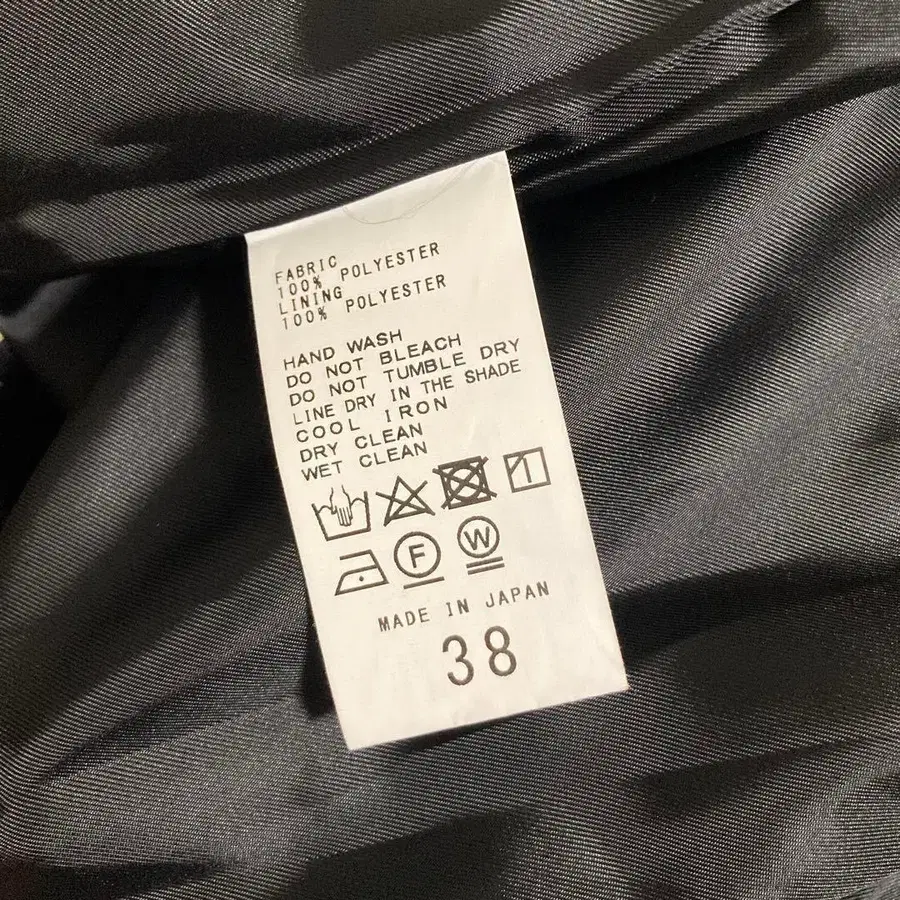 FABRIC
100% POLYESTER
LINING
100% POLYESTER
HAND WASH
DO NOT BLEACH
DO NOT TUMBLE DRY
LINE DRY IN THE SHADE
COOL IRON
DRY CLEAN
WET CLEAN
F W
MADE IN JAPAN
38